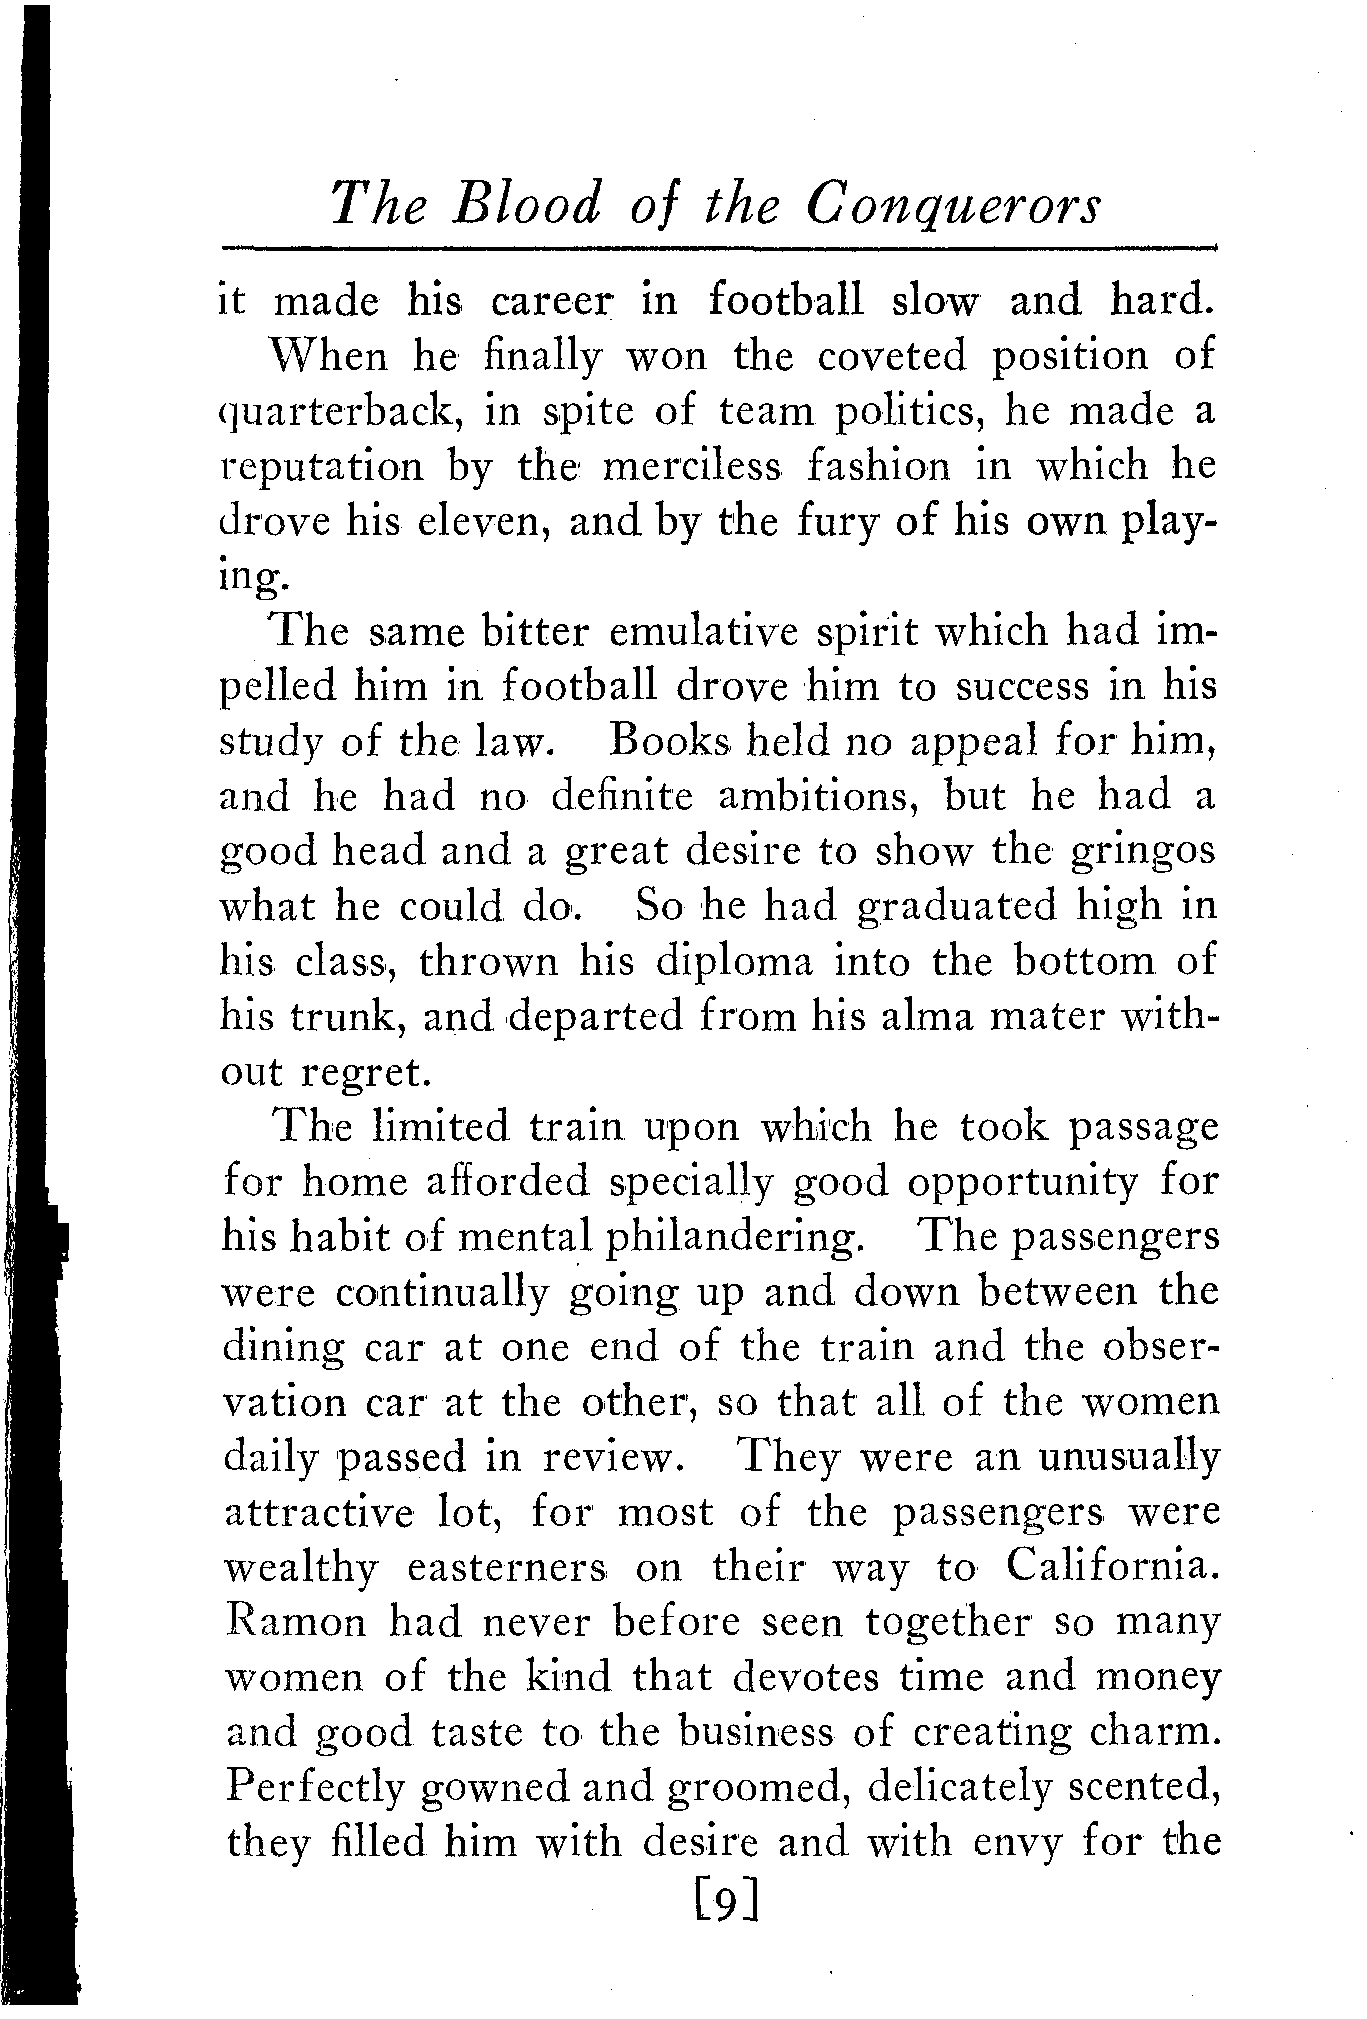 The Blood of the Conquerors
it made his career in football slow and hard.
When he finally won the coveted position of
quarterback, in spite of team politics, he made a
reputation by the merciless fashion in which he
drove his eleven, and by the fury of his own play-
ing.
The same bitter emulative spirit which had im-
pelled him in football drove him to success in his
study of the law. Books held no appeal for him,
and he had no definite ambitions, but he had a
good head and a great desire to show the gringos
what he could do. So he had graduated high in
his class, thrown his diploma into the bottom of
his trunk, and departed from his alma mater with-
out regret.
The limited train upon which he took passage
for home afforded specially good opportunity for
his habit of mental philandering. The passengers
were continually going up and down between the
dining car at one end of the train and the obser-
vation car at the other, so that all of the women
daily passed in review. They were an unusually
attractive lot, for most of the passengers were
wealthy easterners on their way to California.
Ramon had never before seen together so many
women of the kind that devotes time and money
and good taste to the business of creating charm.
Perfectly gowned and groomed, delicately scented,
they filled him with desire and with envy for the
[9]